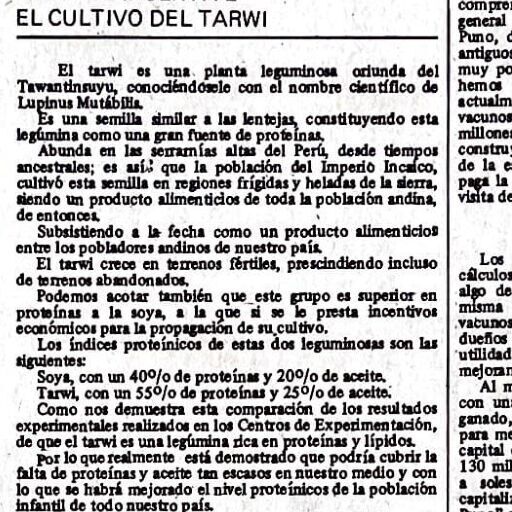 EL CULTIVO DEL TARWI
El tarwi es una planta leguminosa oriunda del
Tawantinsuyu, conociéndosele con el nombre científico de
Lupinus Mutábilis.
Es una semilla similar a las lentejas, constituyendo esta
legúmina como una gran fuente de proteínas.
Abunda en las serramías altas del Perú, desde tiempos
ancestrales; es así: que la población del Imperio Incaico,
cultivó esta semilla en regiones frígidas y heladas de la sierra,
siendo un producto alimenticios de toda la población andina,
de entonces.
Subsistiendo a la fecha como un producto alimenticios
entre los pobladores andinos de nuestro país.
El tarwi crece en terrenos fértiles, prescindiendo incluso
de terrenos abandonados.
Podemos acotar también que este grupo es superior en
proteínas a la soya, a la que si se le presta incentivos
económicos para la propagación de su cultivo.
Los índices proteínicos de estas dos leguminosas son las
siguientes:
Soya, con un 40º/o de proteínas y 20º/o de aceite.
Tarwi, con un 55º/o de proteínas y 25º/o de aceite.
Como nos demuestra esta comparación de los resultados
experimentales realizados en los Centros de Experimentación,
de que el tarwi es una legúmina rica en proteínas y lípidos.
Por lo que realmente está demostrado que podría cubrir la
falta de proteínas y aceite tan escasos en nuestro medio y con
lo que se habrá mejorado el nivel proteínicos de la población
infantil de todo nuestro país.
general
Puno, d
antiguos
muy po
hemos
actualm
vacunos
millones
constru
de la e
paga la
visita de
Los
cálculos
algo de
misma
vacunos
dueños
utilidad
mejoran
Al m
con un
ganado,
para me
capital
130 mil
a soles
capitali